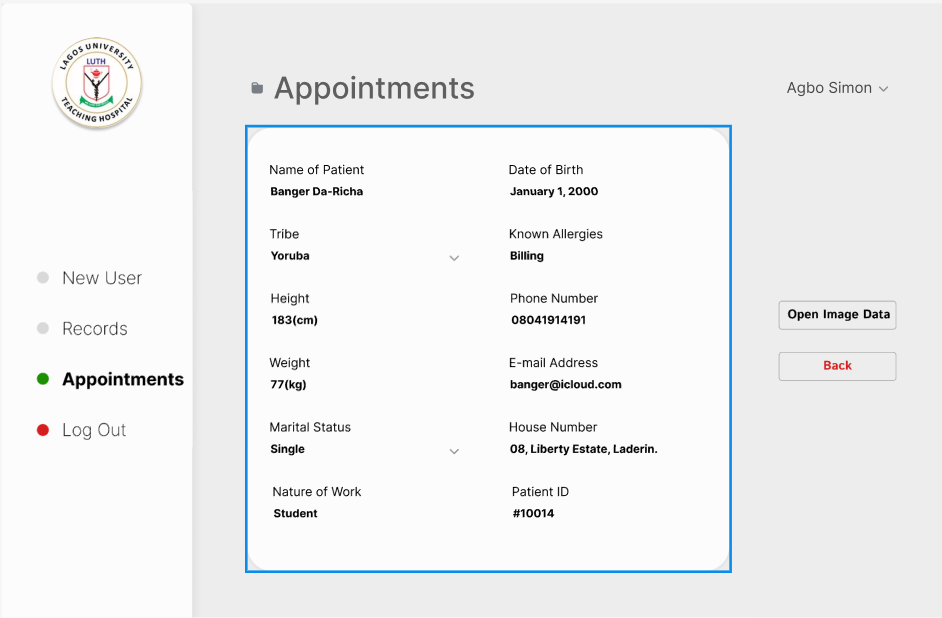 LAGOS UNIVERSITY
LUTH
TEACHING HOSPITAL
Appointments
Agbo Simon
Name of Patient
Banger Da-Richa
Date of Birth
January 1, 2000
Tribe
Yoruba
Known Allergies
Billing
Height
183(cm)
Phone Number
08041914191
Weight
77(kg)
E-mail Address
banger@icloud.com
Marital Status
Single
House Number
08, Liberty Estate, Laderin.
Nature of Work
Student
Patient ID
#10014
New User
Records
Appointments
Log Out
Open Image Data
Back